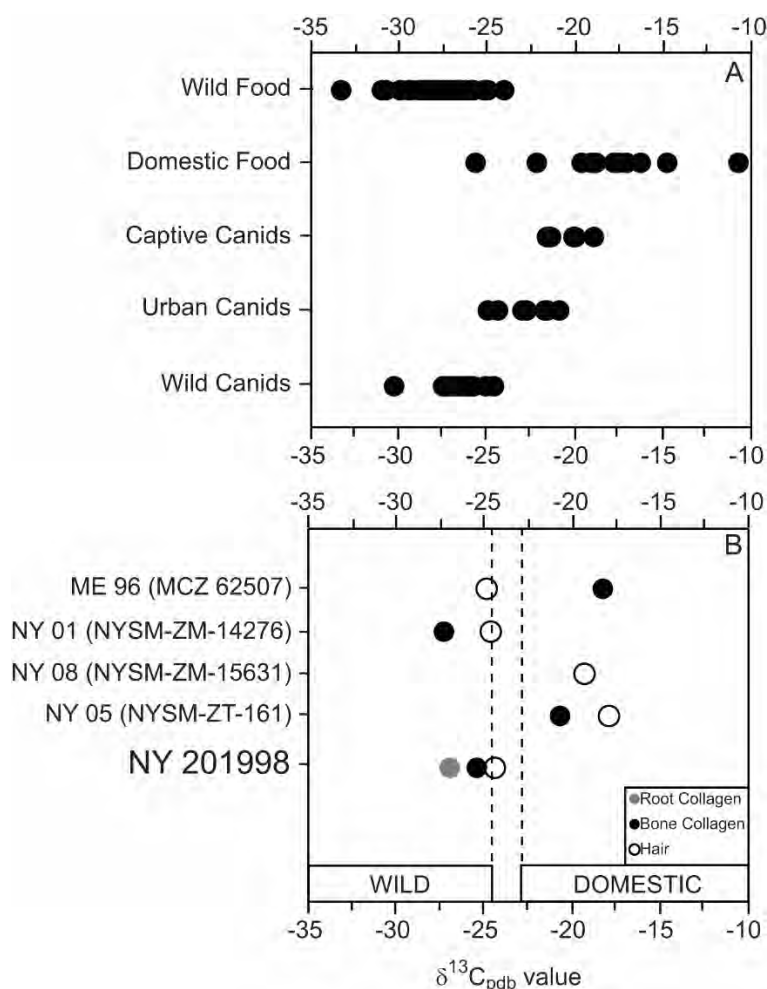 -35 -30 -25 -20 -15 -10
A
Wild Food
Domestic Food
Captive Canids
Urban Canids
Wild Canids
-35 -30 -25 -20 -15 -10
-35 -30 -25 -20 -15 -10
B
ME 96 (MCZ 62507)
NY 01 (NYSM-ZM-14276)
NY 08 (NYSM-ZM-15631)
NY 05 (NYSM-ZT-161)
NY 201998
Root Collagen
Bone Collagen
Hair
WILD DOMESTIC
-35 -30 -25 -20 -15 -10
δ¹³Cpdb value